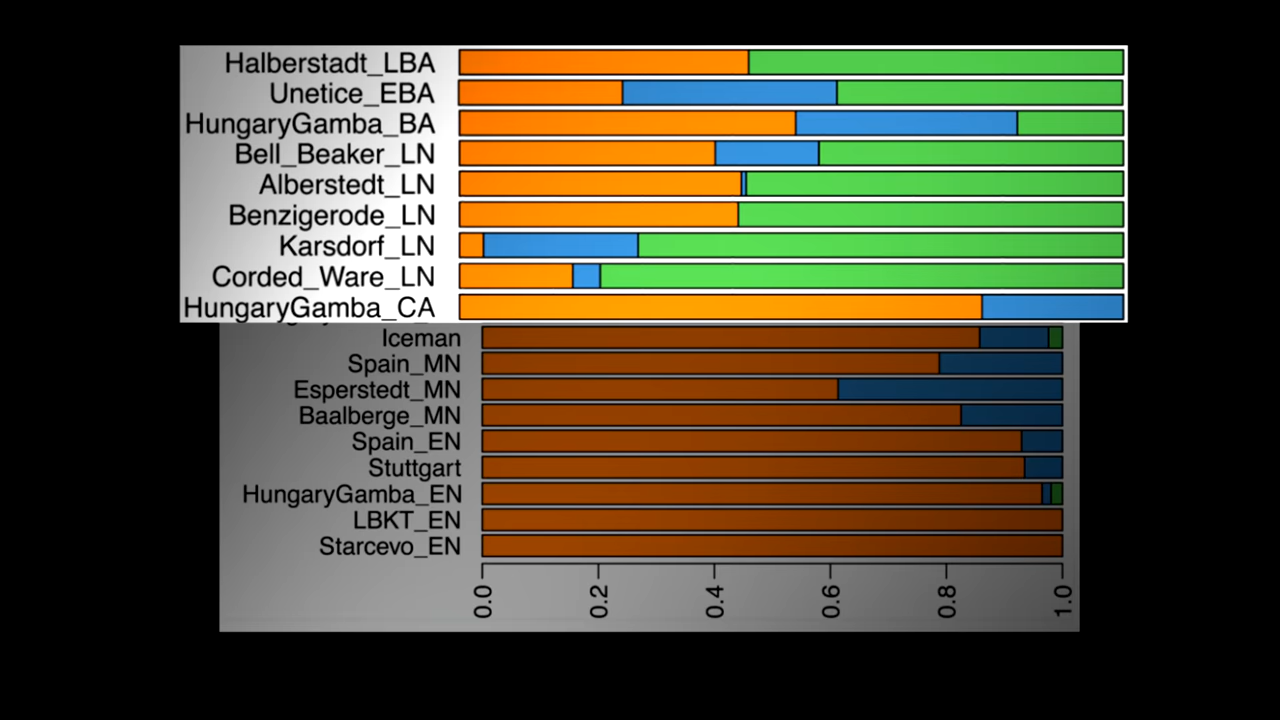 Halberstadt_LBA
Unetice_EBA
HungaryGamba_BA
Bell_Beaker_LN
Alberstedt_LN
Benzigerode_LN
Karsdorf_LN
Corded_Ware_LN
HungaryGamba_CA
Iceman
Spain_MN
Esperstedt_MN
Baalberge_MN
Spain_EN
Stuttgart
HungaryGamba_EN
LBKT_EN
Starcevo_EN
0.0 0.2 0.4 0.6 0.8 1.0